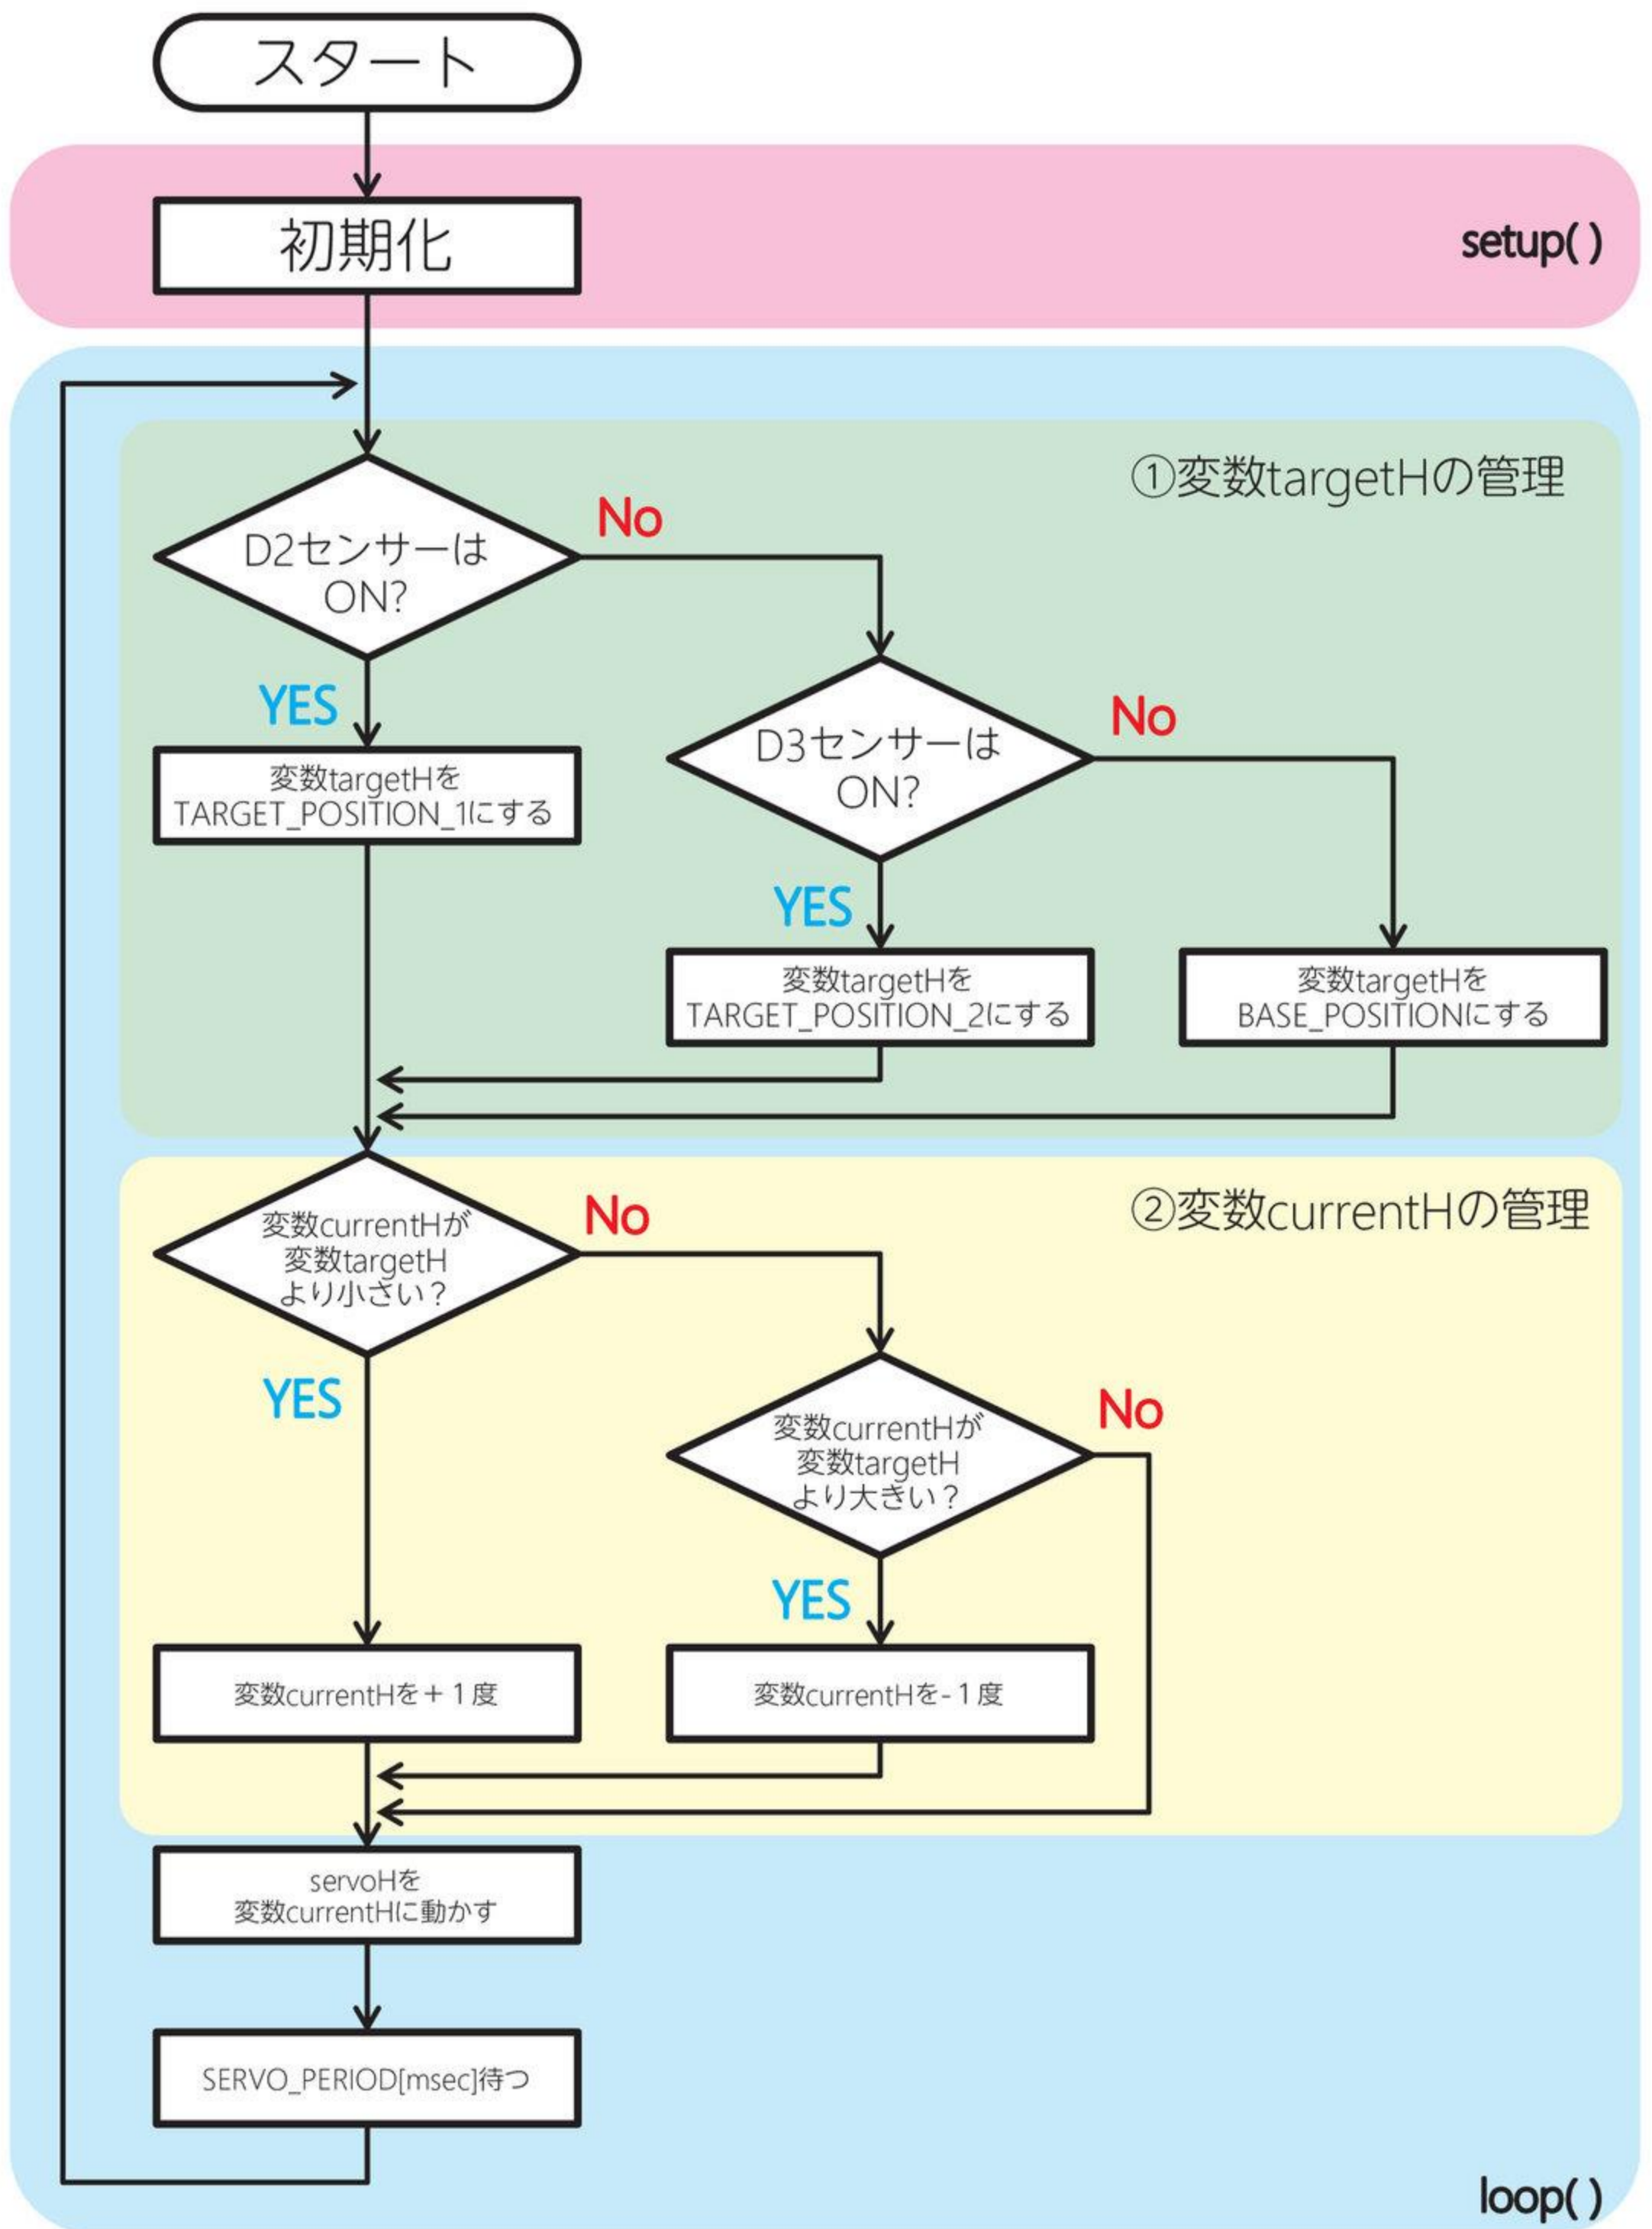 スタート
初期化
setup( )
①変数targetHの管理
D2センサーは
ON?
No
YES
変数targetHを
TARGET_POSITION_1にする
D3センサーは
ON?
No
YES
変数targetHを
TARGET_POSITION_2にする
変数targetHを
BASE_POSITIONにする
②変数currentHの管理
変数currentHが
変数targetH
より小さい？
No
YES
変数currentHが
変数targetH
より大きい？
No
YES
変数currentHを＋１度
変数currentHを-１度
servoHを
変数currentHに動かす
SERVO_PERIOD[msec]待つ
loop( )